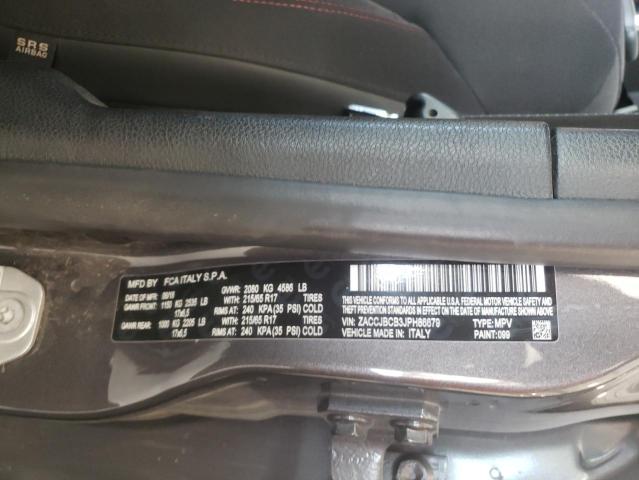 SRS
AIRBAG
MFD BY FCA ITALY S.P.A.
GVWR: 2080 KG 4586 LB
DATE OF MFR:
GAWR FRONT: 1150 KG 2535 LB
WITH 215/65 R17 TIRES
RIMS AT: 240 KPA (35 PSI) COLD
GAWR REAR: 1000 KG 2205 LB
WITH 215/65 R17 TIRES
RIMS AT: 240 KPA (35 PSI) COLD
THIS VEHICLE CONFORMS TO ALL APPLICABLE U.S.A. FEDERAL MOTOR VEHICLE SAFETY, BUMPER, AND
THEFT PREVENTION STANDARDS IN EFFECT ON THE DATE OF MANUFACTURE SHOWN ABOVE.
VIN: ZACCJBCB3JPH86679 TYPE: MPV
VEHICLE MADE IN: ITALY PAINT: 099